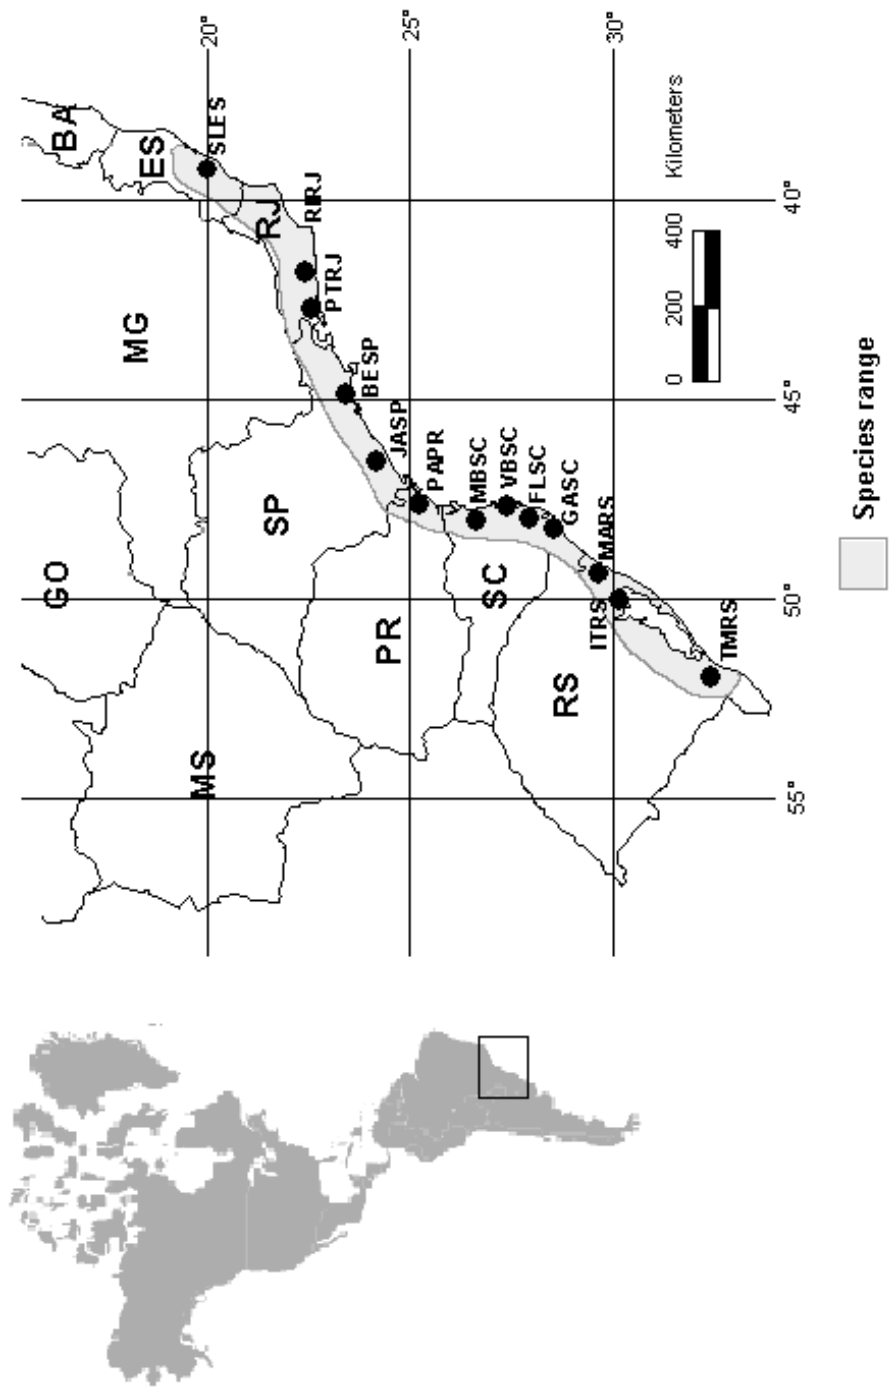 20°
25°
30°
BA
ES
SLES
MG
RJ
RIRJ
PTRJ
40°
GO
SP
BESP
JASP
45°
PAPR
MBSC
VBSC
FLSC
GASC
MS
PR
SC
MARS
ITRS
50°
RS
TMRS
55°
0 200 400
Kilometers
Species range